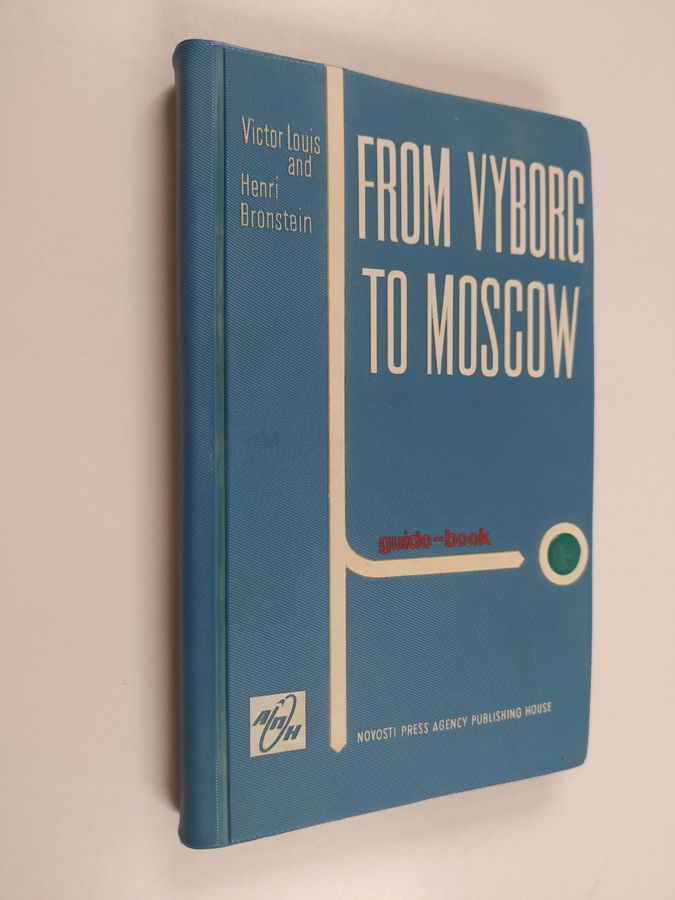 Victor Louis
and
Henri
Bronstein
FROM VYBORG
TO MOSCOW
guide-book
АПН
NOVOSTI PRESS AGENCY PUBLISHING HOUSE